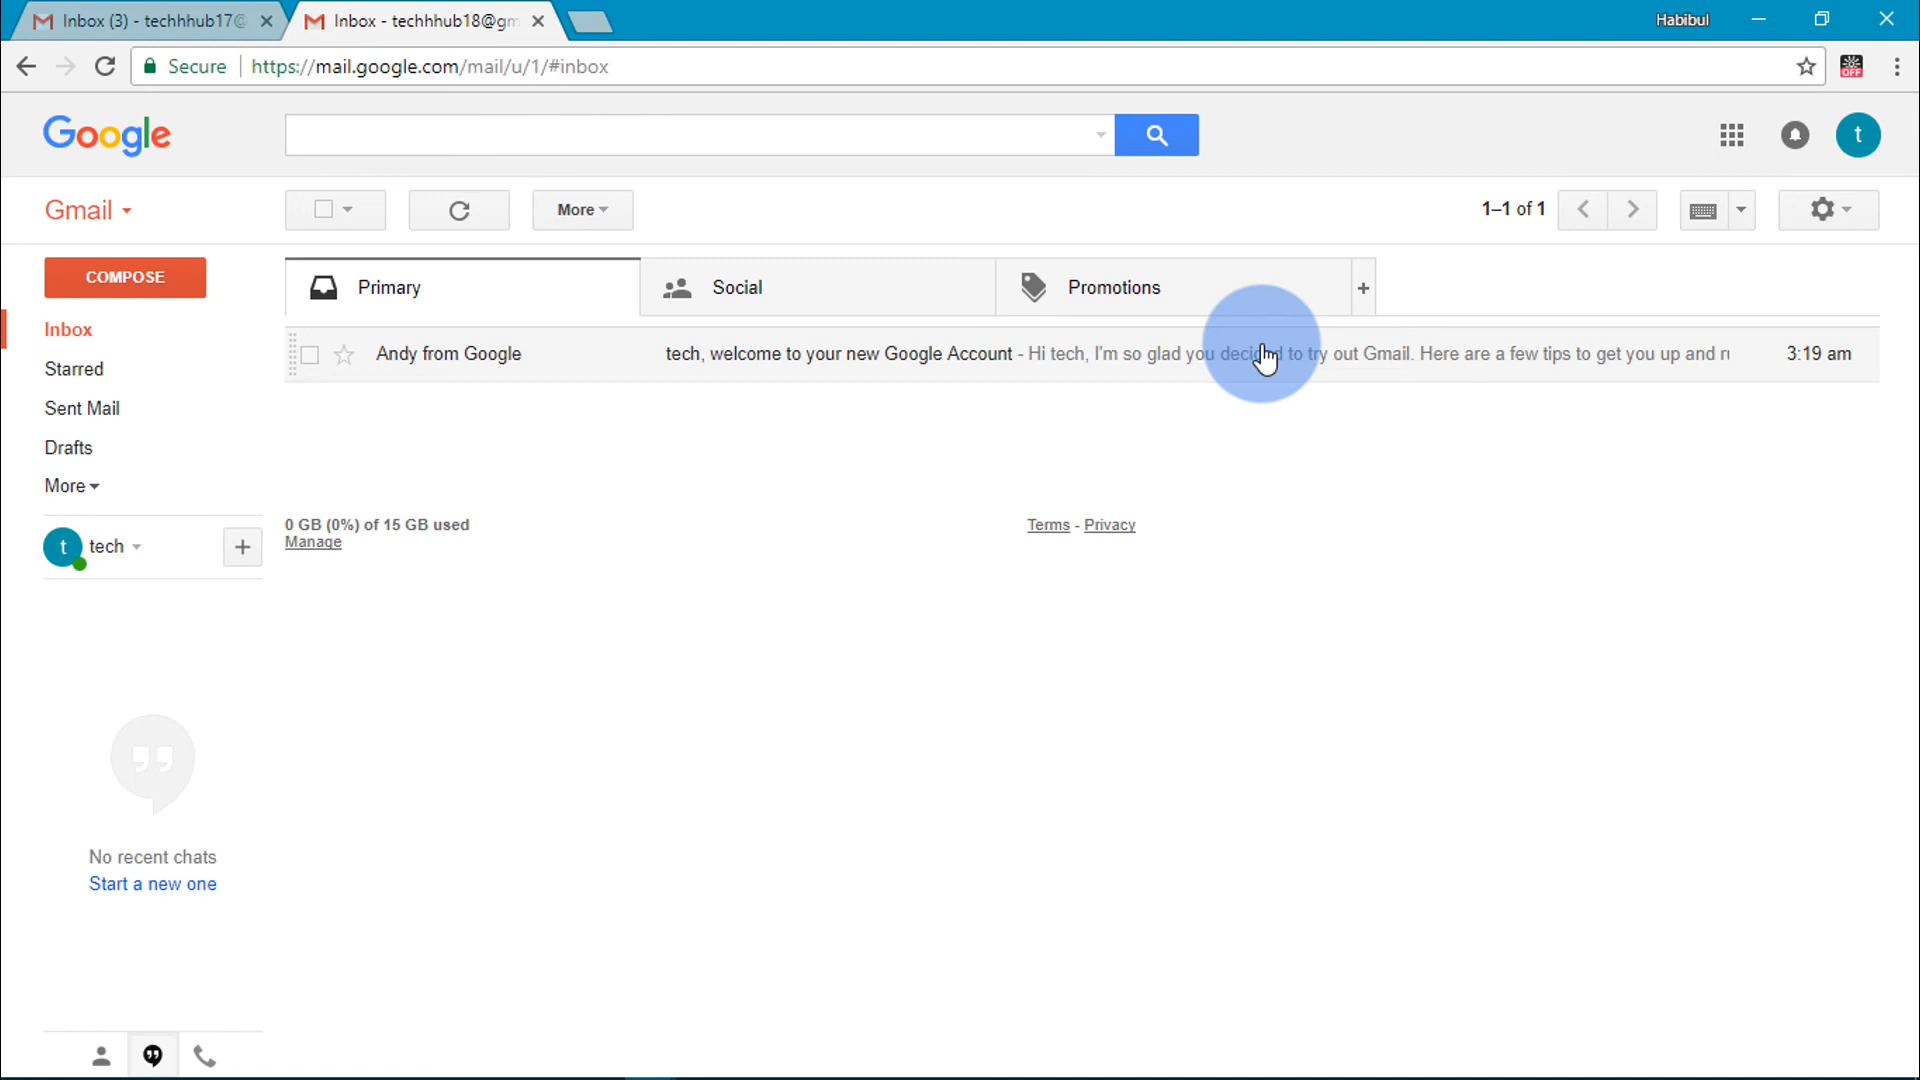 Inbox (3) - techhhub17@
Inbox - techhhub18@gm
Habibul
Secure https://mail.google.com/mail/u/1/#inbox
OFF
Google
t
Gmail
More
1–1 of 1
COMPOSE
Primary
Social
Promotions
+
Inbox
Andy from Google
tech, welcome to your new Google Account - Hi tech, I'm so glad you decided to try out Gmail. Here are a few tips to get you up and ru
3:19 am
Starred
Sent Mail
Drafts
More
0 GB (0%) of 15 GB used
Manage
Terms - Privacy
t
tech
+
No recent chats
Start a new one